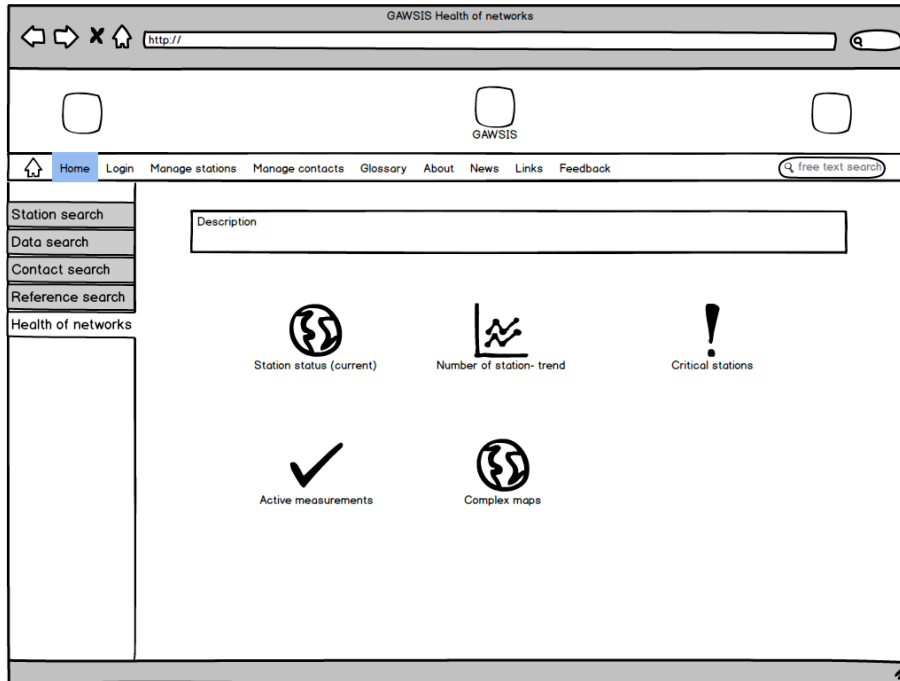 GAWSIS Health of networks
http://
GAWSIS
Home Login Manage stations Manage contacts Glossary About News Links Feedback free text search
Station search
Data search
Contact search
Reference search
Health of networks
Description
Station status (current) Number of station- trend Critical stations
Active measurements Complex maps